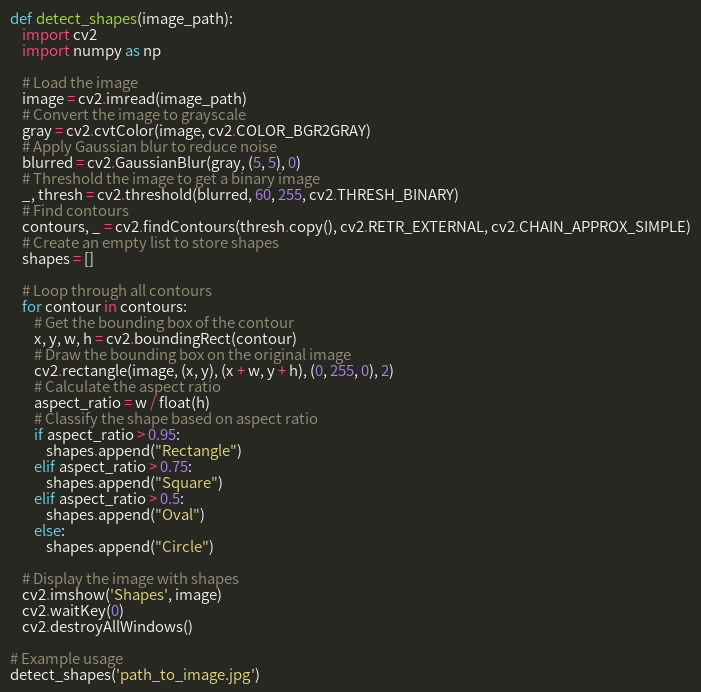 def detect_shapes(image_path):
    import cv2
    import numpy as np

    # Load the image
    image = cv2.imread(image_path)
    # Convert the image to grayscale
    gray = cv2.cvtColor(image, cv2.COLOR_BGR2GRAY)
    # Apply Gaussian blur to reduce noise
    blurred = cv2.GaussianBlur(gray, (5, 5), 0)
    # Threshold the image to get a binary image
    _, thresh = cv2.threshold(blurred, 60, 255, cv2.THRESH_BINARY)
    # Find contours
    contours, _ = cv2.findContours(thresh.copy(), cv2.RETR_EXTERNAL, cv2.CHAIN_APPROX_SIMPLE)
    # Create an empty list to store shapes
    shapes = []

    # Loop through all contours
    for contour in contours:
        # Get the bounding box of the contour
        x, y, w, h = cv2.boundingRect(contour)
        # Draw the bounding box on the original image
        cv2.rectangle(image, (x, y), (x + w, y + h), (0, 255, 0), 2)
        # Calculate the aspect ratio
        aspect_ratio = w / float(h)
        # Classify the shape based on aspect ratio
        if aspect_ratio > 0.95:
            shapes.append("Rectangle")
        elif aspect_ratio > 0.75:
            shapes.append("Square")
        elif aspect_ratio > 0.5:
            shapes.append("Oval")
        else:
            shapes.append("Circle")

    # Display the image with shapes
    cv2.imshow('Shapes', image)
    cv2.waitKey(0)
    cv2.destroyAllWindows()

# Example usage
detect_shapes('path_to_image.jpg')